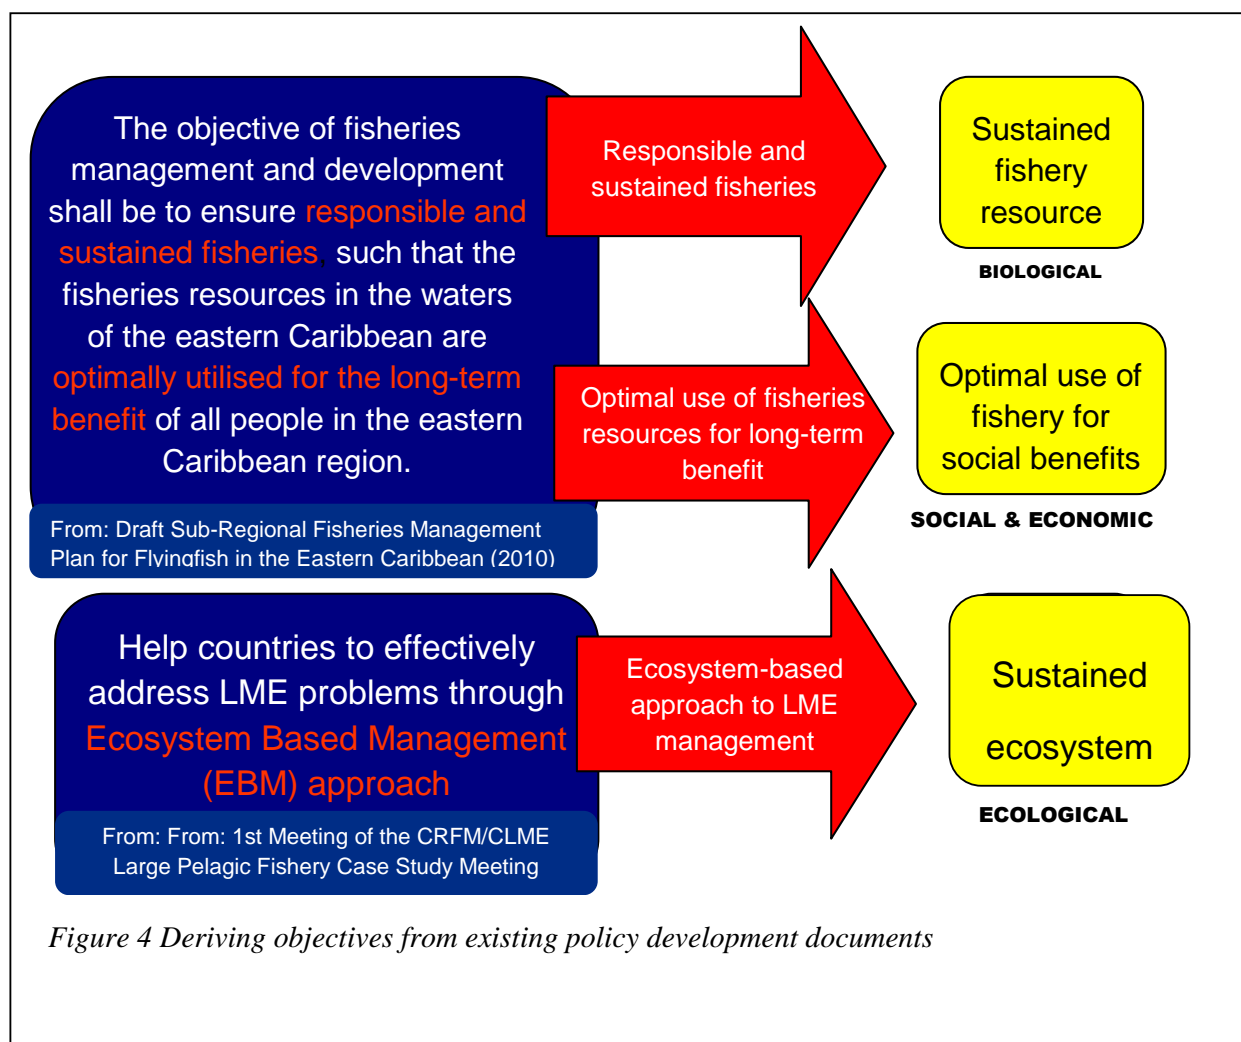 The objective of fisheries
management and development
shall be to ensure responsible and
sustained fisheries, such that the
fisheries resources in the waters
of the eastern Caribbean are
optimally utilised for the long-term
benefit of all people in the eastern
Caribbean region.
From: Draft Sub-Regional Fisheries Management
Plan for Flyingfish in the Eastern Caribbean (2010)
Responsible and
sustained fisheries
Sustained
fishery
resource
BIOLOGICAL
Optimal use of fisheries
resources for long-term
benefit
Optimal use of
fishery for
social benefits
SOCIAL & ECONOMIC
Help countries to effectively
address LME problems through
Ecosystem Based Management
(EBM) approach
From: From: 1st Meeting of the CRFM/CLME
Large Pelagic Fishery Case Study Meeting
Ecosystem-based
approach to LME
management
Sustained
ecosystem
ECOLOGICAL
Figure 4 Deriving objectives from existing policy development documents